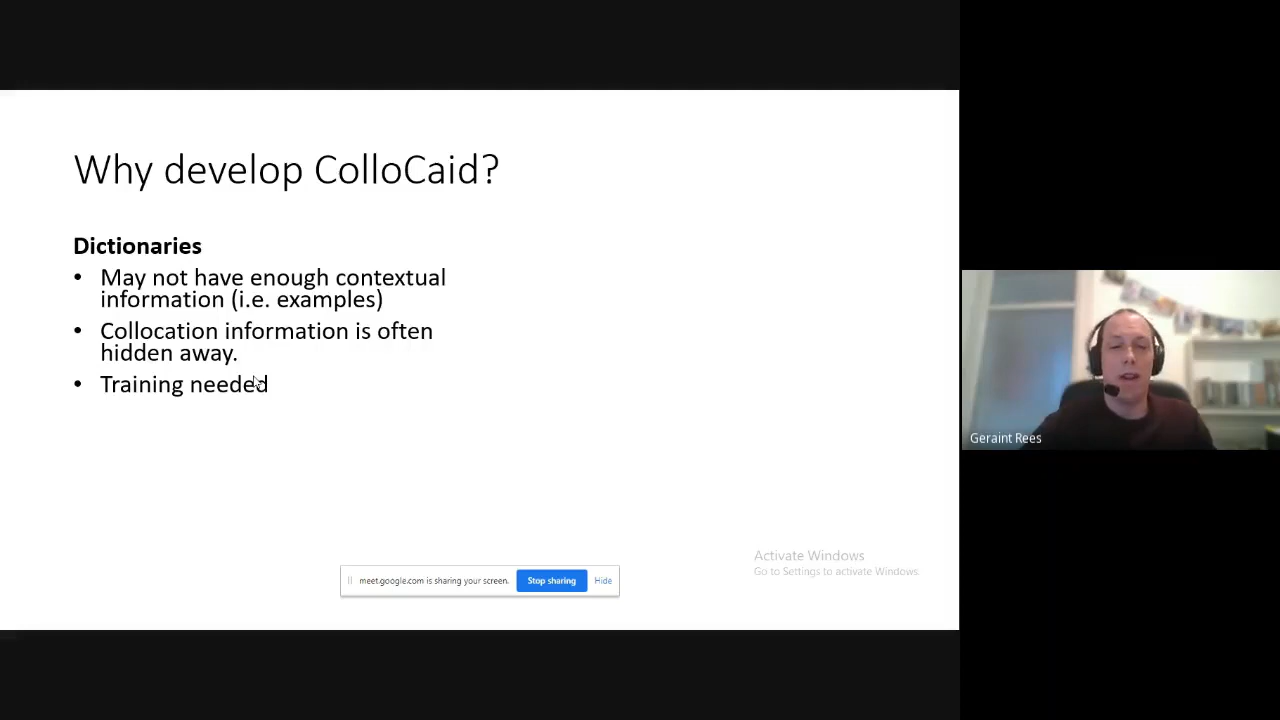 Why develop ColloCaid?
Dictionaries
• May not have enough contextual
information (i.e. examples)
• Collocation information is often
hidden away.
• Training needed
Geraint Rees
Activate Windows
Go to Settings to activate Windows.
meet.google.com is sharing your screen. Stop sharing Hide